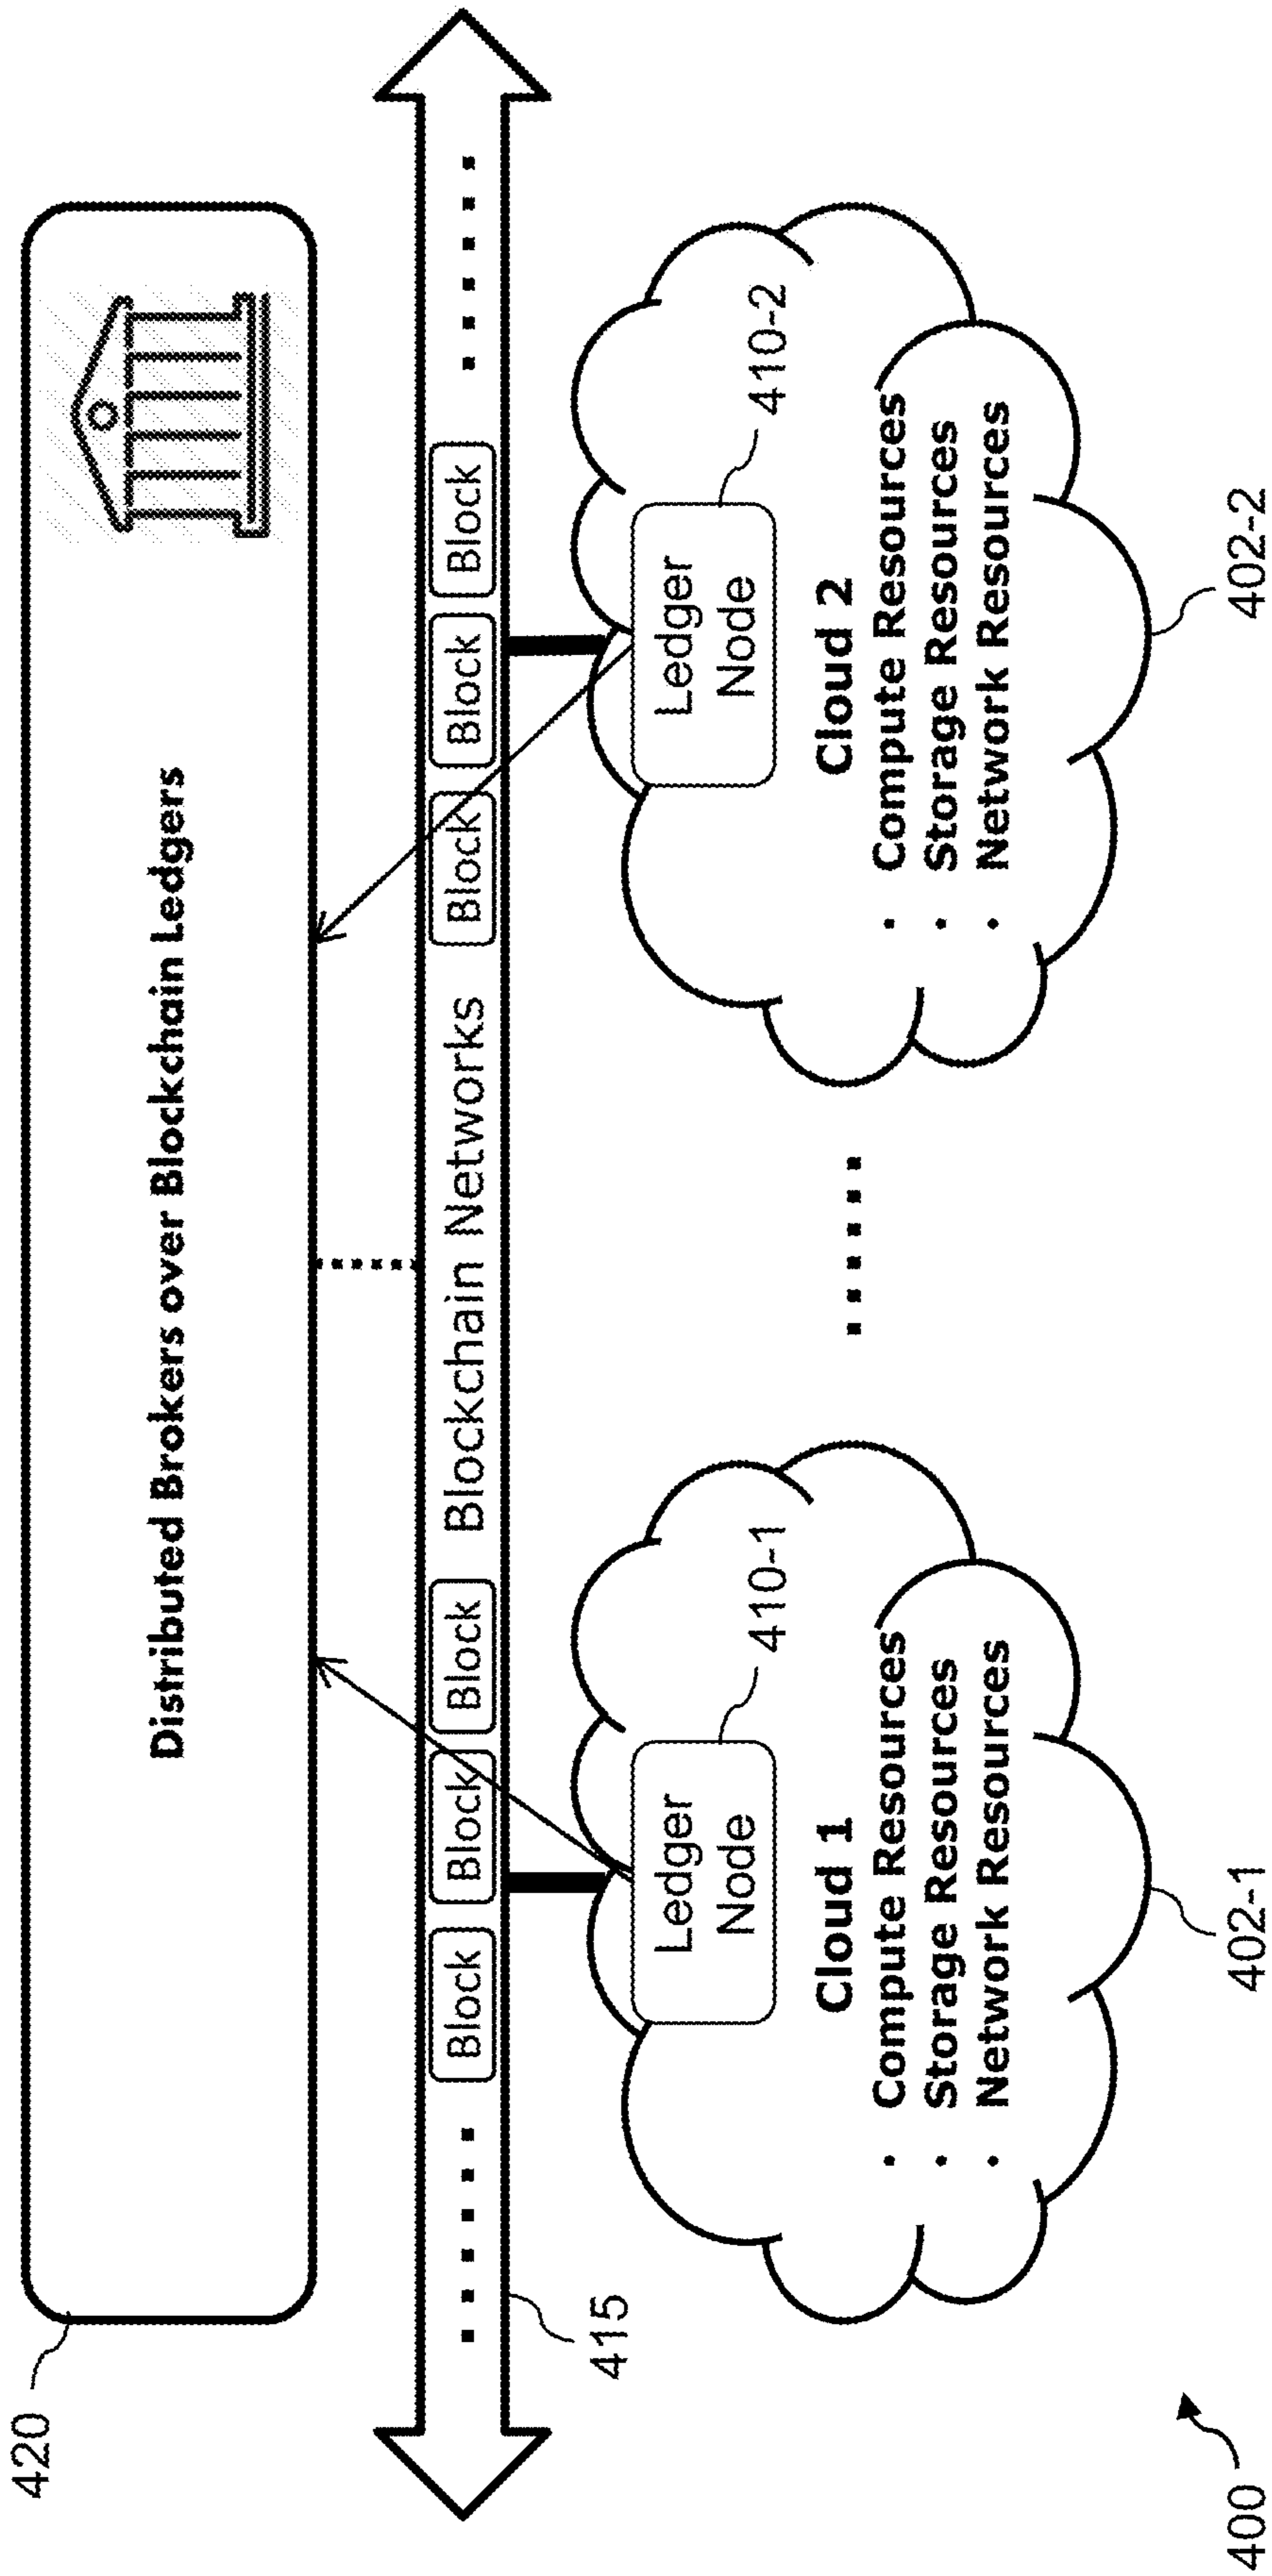 420
Distributed Brokers over Blockchain Ledgers
Block
Block
Block
Blockchain Networks
Block
Block
Block
415
Ledger
Node
410-1
Cloud 1
• Compute Resources
• Storage Resources
• Network Resources
402-1
Ledger
Node
410-2
Cloud 2
• Compute Resources
• Storage Resources
• Network Resources
402-2
400